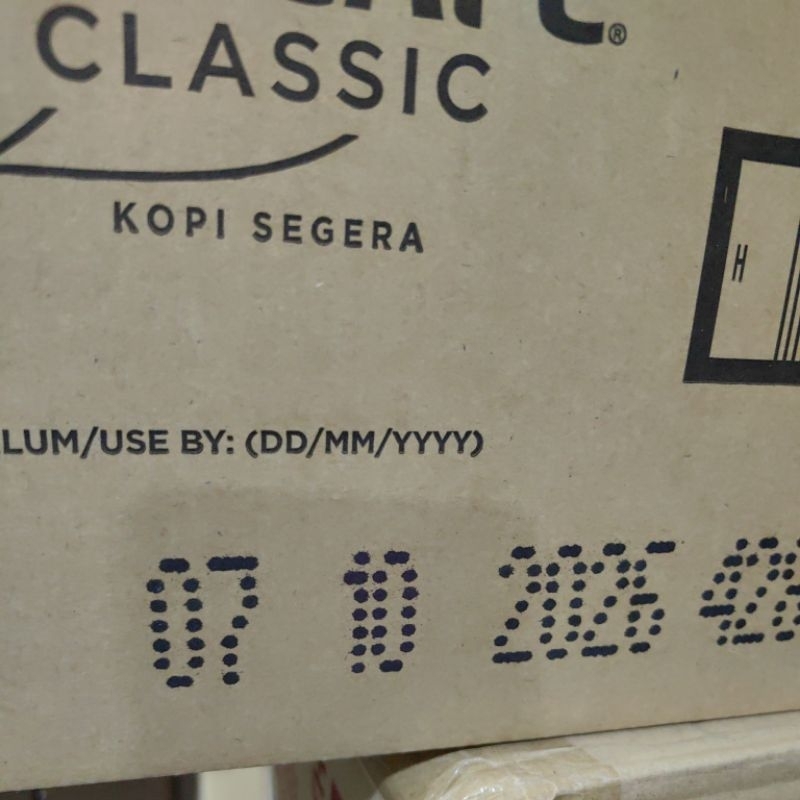 CLASSIC
KOPI SEGERA
H
LUM/USE BY: (DD/MM/YYYY)
07 10 2026